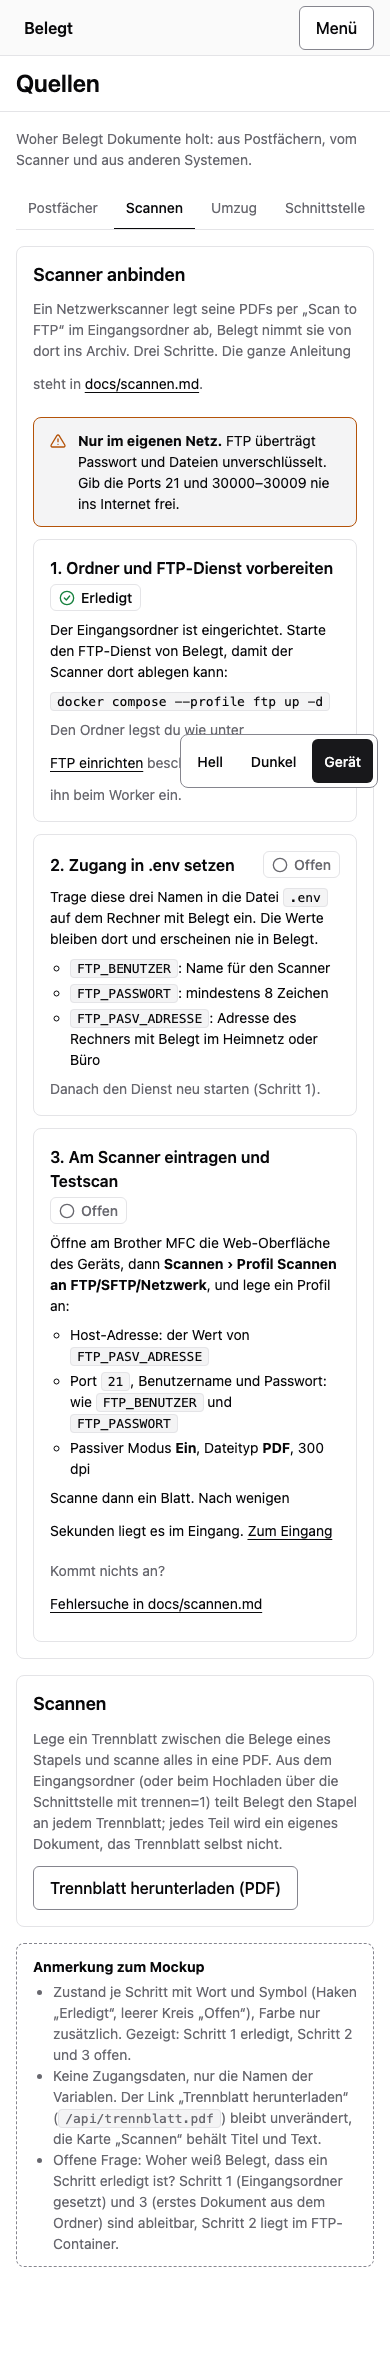 Belegt
Menü
Quellen
Woher Belegt Dokumente holt: aus Postfächern, vom
Scanner und aus anderen Systemen.
Postfächer
Scannen
Umzug
Schnittstelle
Scanner anbinden
Ein Netzwerkscanner legt seine PDFs per „Scan to
FTP“ im Eingangsordner ab, Belegt nimmt sie von
dort ins Archiv. Drei Schritte. Die ganze Anleitung
steht in docs/scannen.md.
Nur im eigenen Netz. FTP überträgt
Passwort und Dateien unverschlüsselt.
Gib die Ports 21 und 30000–30009 nie
ins Internet frei.
1. Ordner und FTP-Dienst vorbereiten
Erledigt
Der Eingangsordner ist eingerichtet. Starte
den FTP-Dienst von Belegt, damit der
Scanner dort ablegen kann:
docker compose --profile ftp up -d
Den Ordner legst du wie unter
FTP einrichten
Hell
Dunkel
Gerät
ihn beim Worker ein.
2. Zugang in .env setzen
Offen
Trage diese drei Namen in die Datei .env
auf dem Rechner mit Belegt ein. Die Werte
bleiben dort und erscheinen nie in Belegt.
FTP_BENUTZER: Name für den Scanner
FTP_PASSWORT: mindestens 8 Zeichen
FTP_PASV_ADRESSE: Adresse des
Rechners mit Belegt im Heimnetz oder
Büro
Danach den Dienst neu starten (Schritt 1).
3. Am Scanner eintragen und
Testscan
Offen
Öffne am Brother MFC die Web-Oberfläche
des Geräts, dann Scannen › Profil Scannen
an FTP/SFTP/Netzwerk, und lege ein Profil
an:
Host-Adresse: der Wert von
FTP_PASV_ADRESSE
Port 21, Benutzername und Passwort:
wie FTP_BENUTZER und
FTP_PASSWORT
Passiver Modus Ein, Dateityp PDF, 300
dpi
Scanne dann ein Blatt. Nach wenigen
Sekunden liegt es im Eingang. Zum Eingang
Kommt nichts an?
Fehlersuche in docs/scannen.md
Scannen
Lege ein Trennblatt zwischen die Belege eines
Stapels und scanne alles in eine PDF. Aus dem
Eingangsordner (oder beim Hochladen über die
Schnittstelle mit trennen=1) teilt Belegt den Stapel
an jedem Trennblatt; jedes Teil wird ein eigenes
Dokument, das Trennblatt selbst nicht.
Trennblatt herunterladen (PDF)
Anmerkung zum Mockup
Zustand je Schritt mit Wort und Symbol (Haken
„Erledigt“, leerer Kreis „Offen“), Farbe nur
zusätzlich. Gezeigt: Schritt 1 erledigt, Schritt 2
und 3 offen.
Keine Zugangsdaten, nur die Namen der
Variablen. Der Link „Trennblatt herunterladen“
(/api/trennblatt.pdf) bleibt unverändert,
die Karte „Scannen“ behält Titel und Text.
Offene Frage: Woher weiß Belegt, dass ein
Schritt erledigt ist? Schritt 1 (Eingangsordner
gesetzt) und 3 (erstes Dokument aus dem
Ordner) sind ableitbar, Schritt 2 liegt im FTP-
Container.